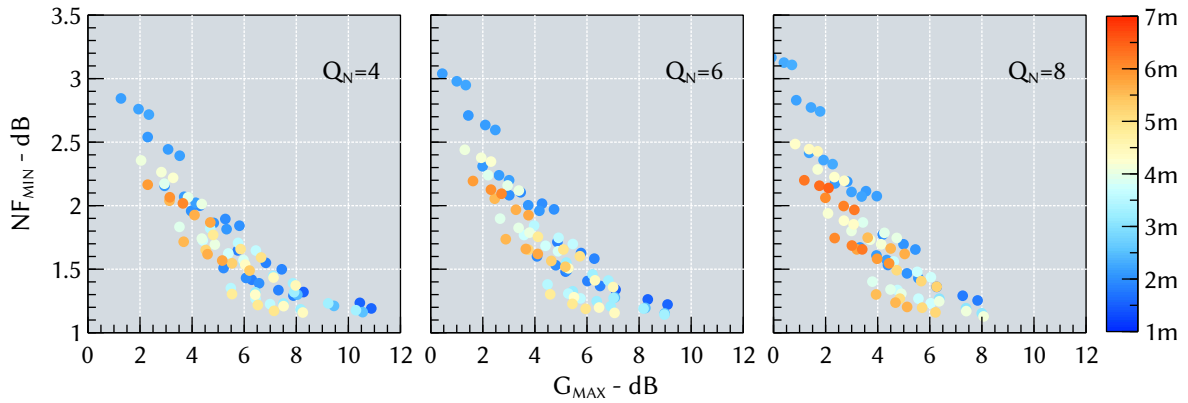 3.5
3
2.5
2
1.5
1
NF_MIN - dB
Q_N=4
Q_N=6
Q_N=8
0 2 4 6 8 10 12
0 2 4 6 8 10 12
0 2 4 6 8 10 12
G_MAX - dB
7m
6m
5m
4m
3m
2m
1m